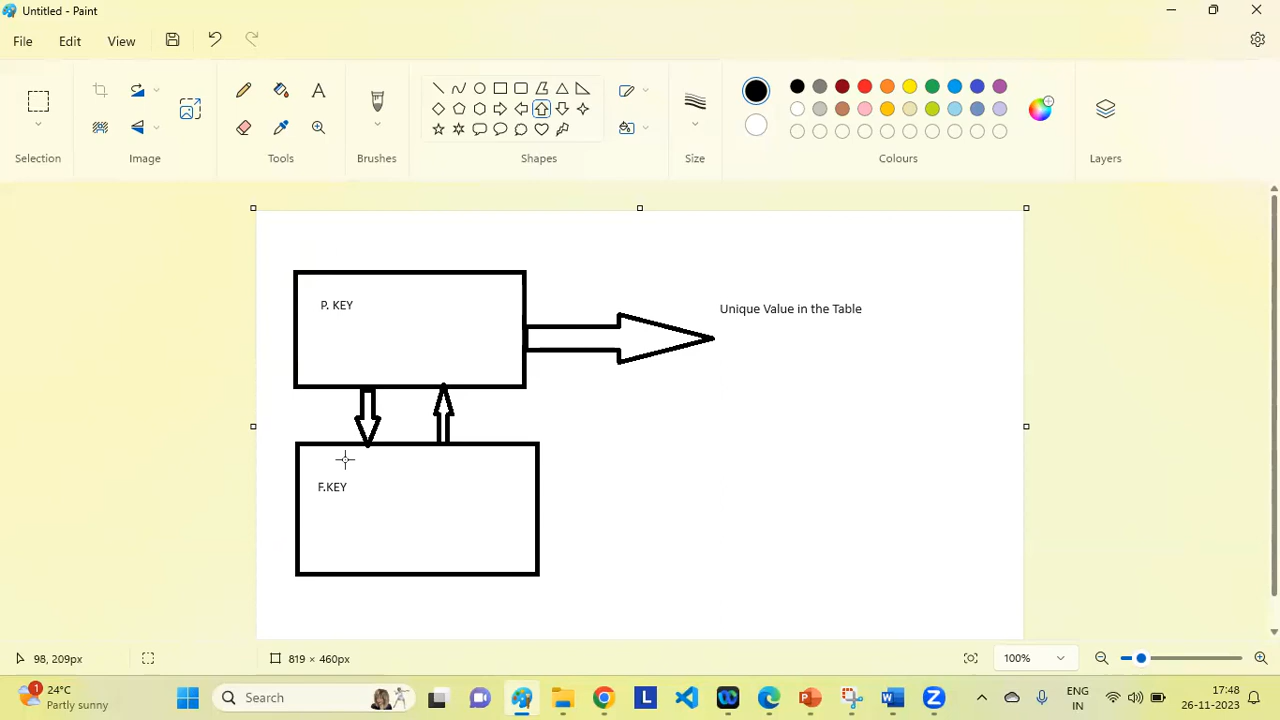 Untitled - Paint
File Edit View
Selection Image Tools Brushes Shapes Size Colours Layers
P. KEY
Unique Value in the Table
F.KEY
98, 209px
819 × 460px
100%
1
24°C
Partly sunny
Search
ENG
IN
17:48
26-11-2023